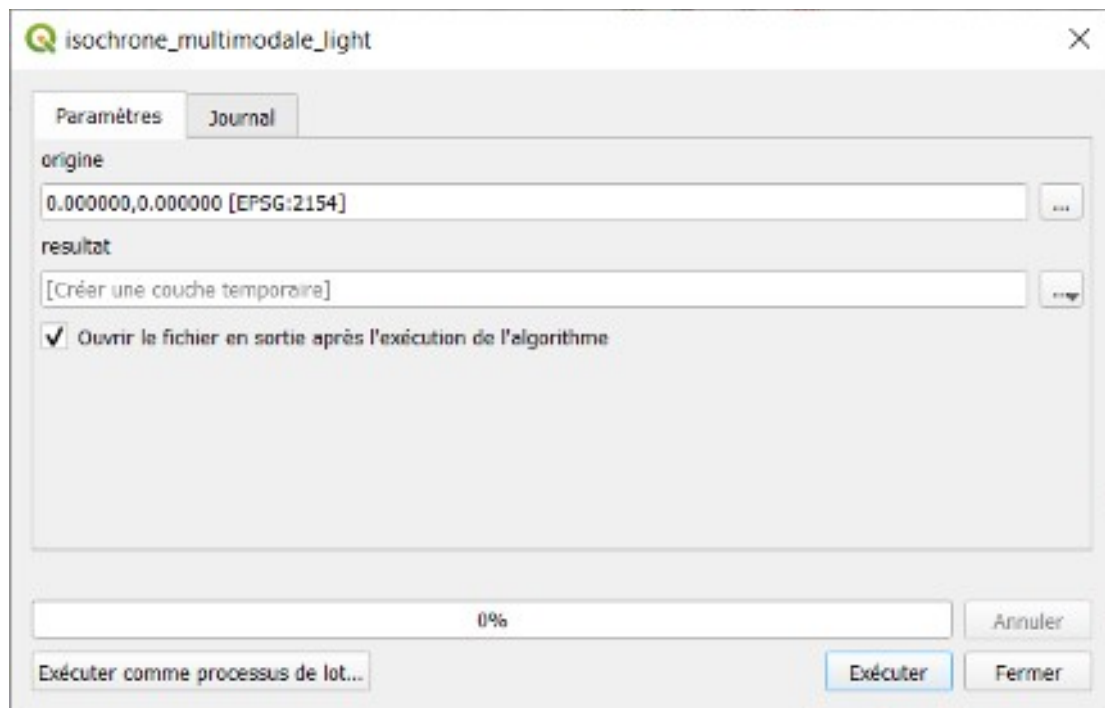 isochrone_multimodale_light
Paramètres Journal
origine
0.000000,0.000000 [EPSG:2154]
...
resultat
[Créer une couche temporaire]
...
Ouvrir le fichier en sortie après l'exécution de l'algorithme
0%
Annuler
Exécuter comme processus de lot...
Exécuter
Fermer